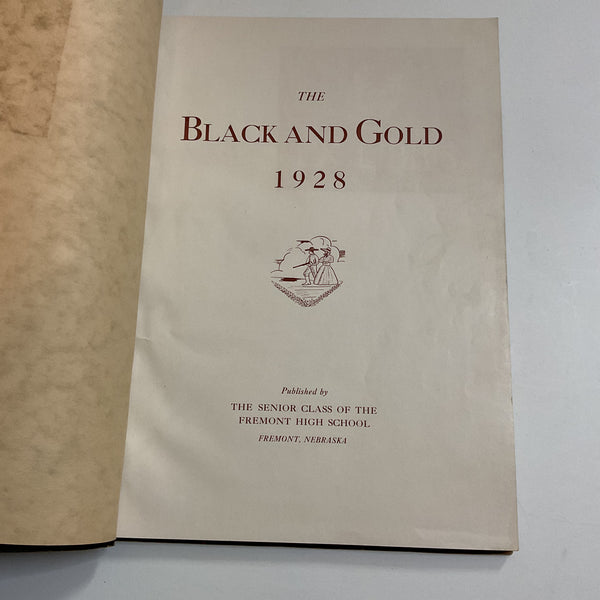 THE
BLACK AND GOLD
1928
Published by
THE SENIOR CLASS OF THE
FREMONT HIGH SCHOOL
FREMONT, NEBRASKA